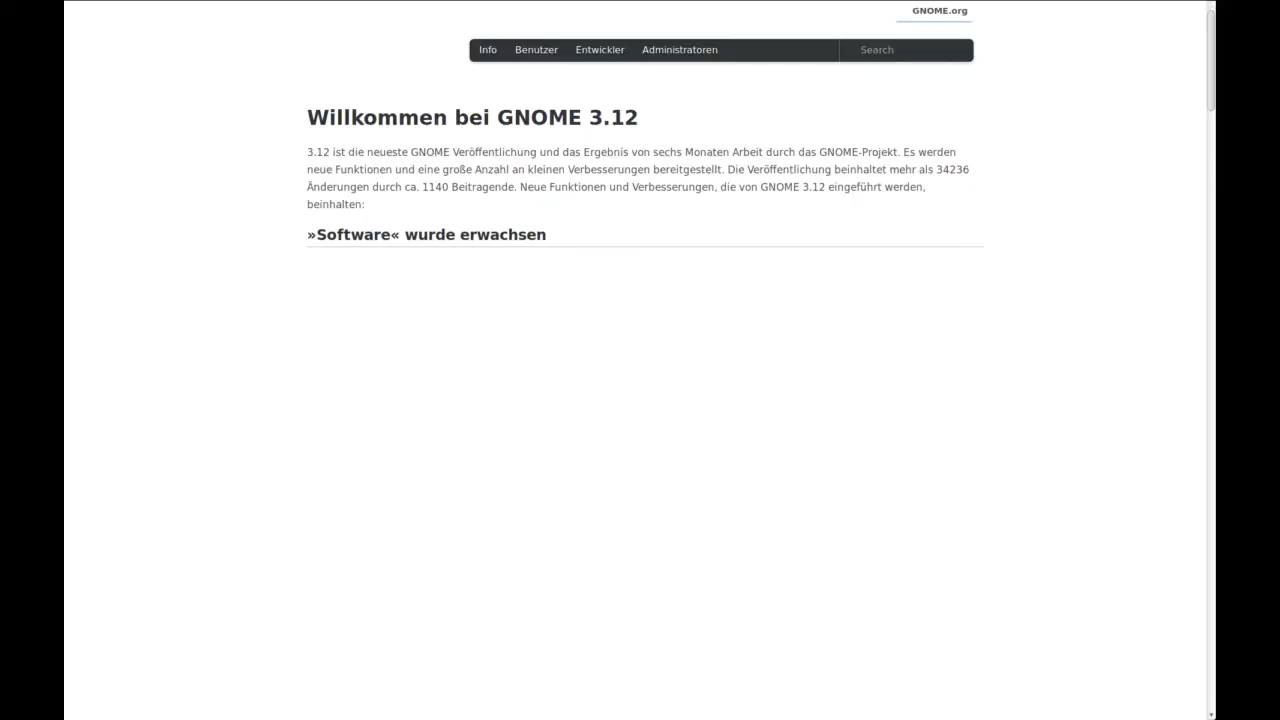 GNOME.org
Info Benutzer Entwickler Administratoren Search
Willkommen bei GNOME 3.12
3.12 ist die neueste GNOME Veröffentlichung und das Ergebnis von sechs Monaten Arbeit durch das GNOME-Projekt. Es werden
neue Funktionen und eine große Anzahl an kleinen Verbesserungen bereitgestellt. Die Veröffentlichung beinhaltet mehr als 34236
Änderungen durch ca. 1140 Beitragende. Neue Funktionen und Verbesserungen, die von GNOME 3.12 eingeführt werden,
beinhalten:
»Software« wurde erwachsen